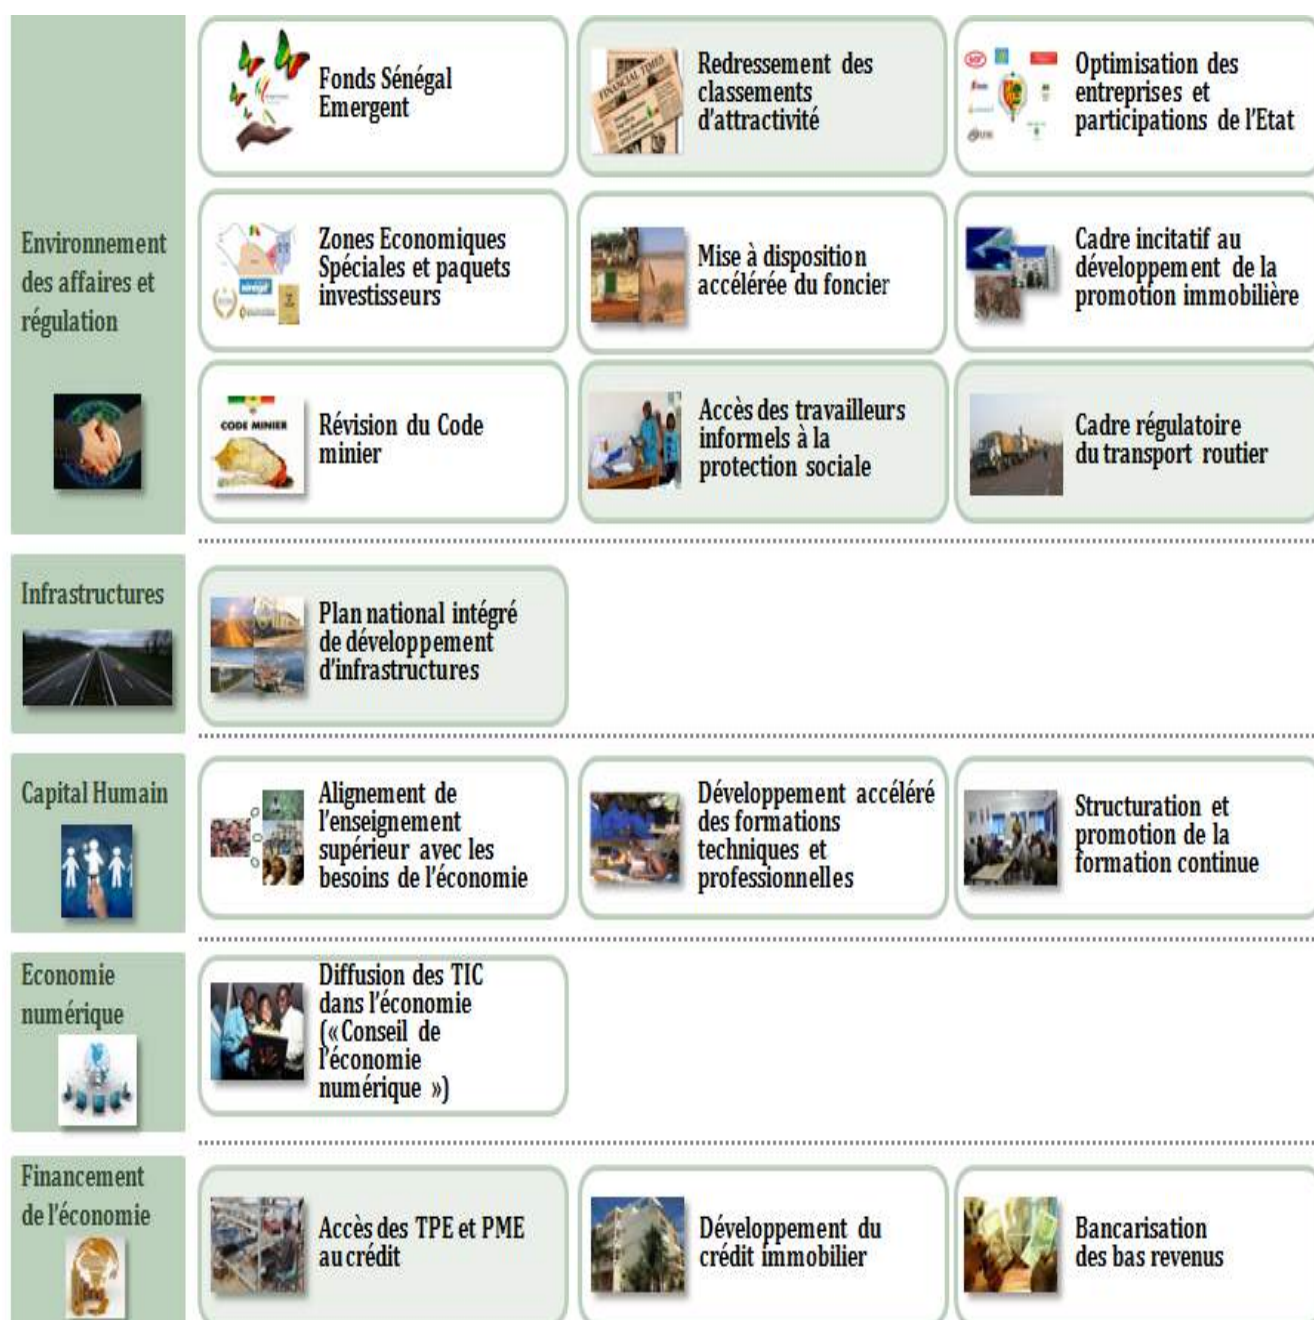 Environnement
des affaires et
régulation
Fonds Sénégal
Emergent
FINANCIAL TIMES
Redressement des
classements
d'attractivité
Optimisation des
entreprises et
participations de l'Etat
Zones Economiques
Spéciales et paquets
investisseurs
Mise à disposition
accélérée du foncier
Cadre incitatif au
développement de la
promotion immobilière
CODE MINIER
Révision du Code
minier
Accès des travailleurs
informels à la
protection sociale
Cadre régulatoire
du transport routier
Infrastructures
Plan national intégré
de développement
d'infrastructures
Capital Humain
Alignement de
l'enseignement
supérieur avec les
besoins de l'économie
Développement accéléré
des formations
techniques et
professionnelles
Structuration et
promotion de la
formation continue
Economie
numérique
Diffusion des TIC
dans l'économie
(«Conseil de
l'économie
numérique »)
Financement
de l'économie
Accès des TPE et PME
au crédit
Développement du
crédit immobilier
Bancarisation
des bas revenus